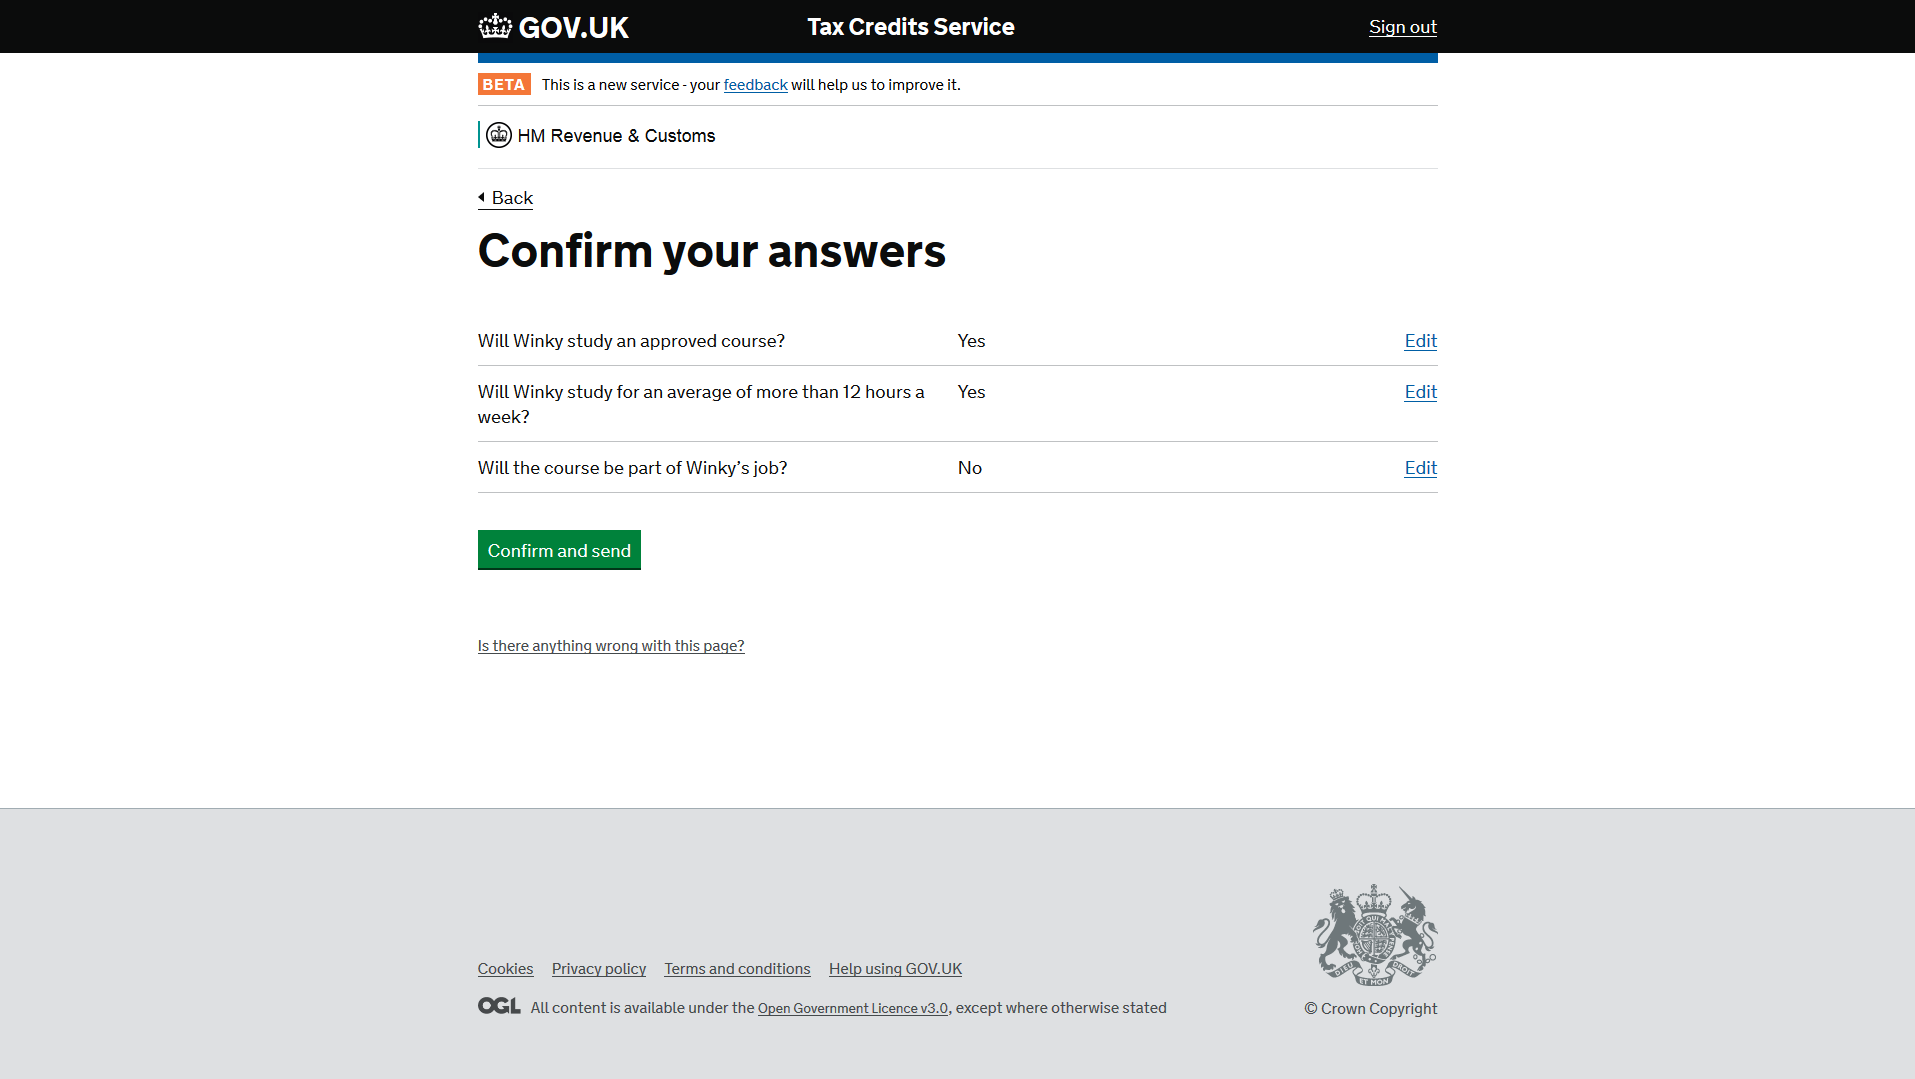 GOV.UK Tax Credits Service Sign out
BETA This is a new service - your feedback will help us to improve it.
HM Revenue & Customs
Back
Confirm your answers
Will Winky study an approved course? Yes Edit
Will Winky study for an average of more than 12 hours a Yes Edit
week?
Will the course be part of Winky’s job? No Edit
Confirm and send
Is there anything wrong with this page?
Cookies Privacy policy Terms and conditions Help using GOV.UK
OGL All content is available under the Open Government Licence v3.0, except where otherwise stated
DIEU ET MON DROIT
© Crown Copyright